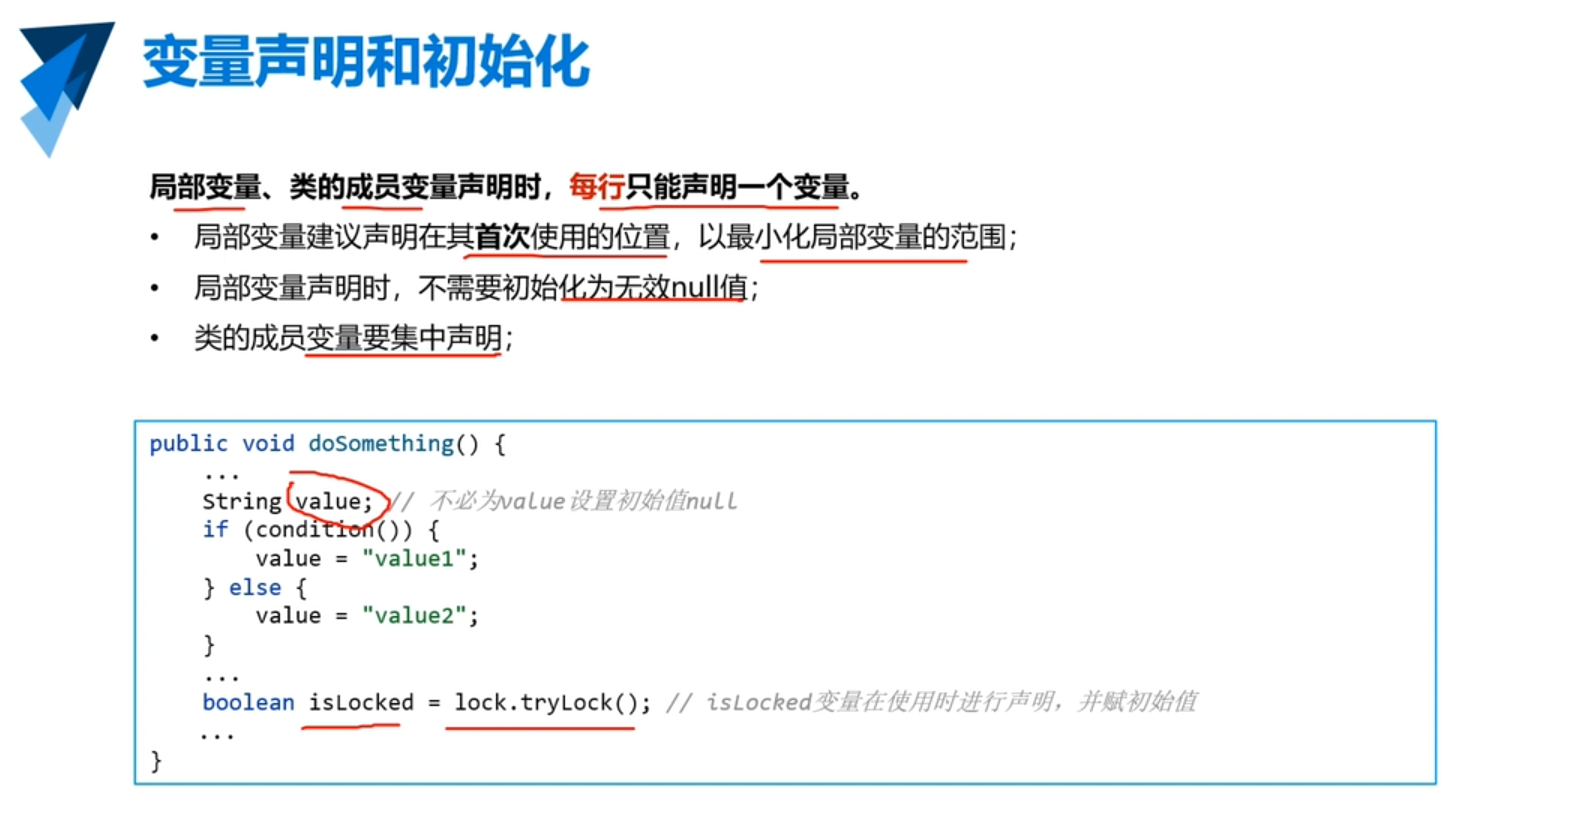 变量声明和初始化
局部变量、类的成员变量声明时，每行只能声明一个变量。
• 局部变量建议声明在其首次使用的位置，以最小化局部变量的范围；
• 局部变量声明时，不需要初始化为无效null值；
• 类的成员变量要集中声明；
public void doSomething() {
...
String value; // 不必为value设置初始值null
if (condition()) {
value = "value1";
} else {
value = "value2";
}
...
boolean isLocked = lock.tryLock(); // isLocked变量在使用时进行声明，并赋初始值
...
}